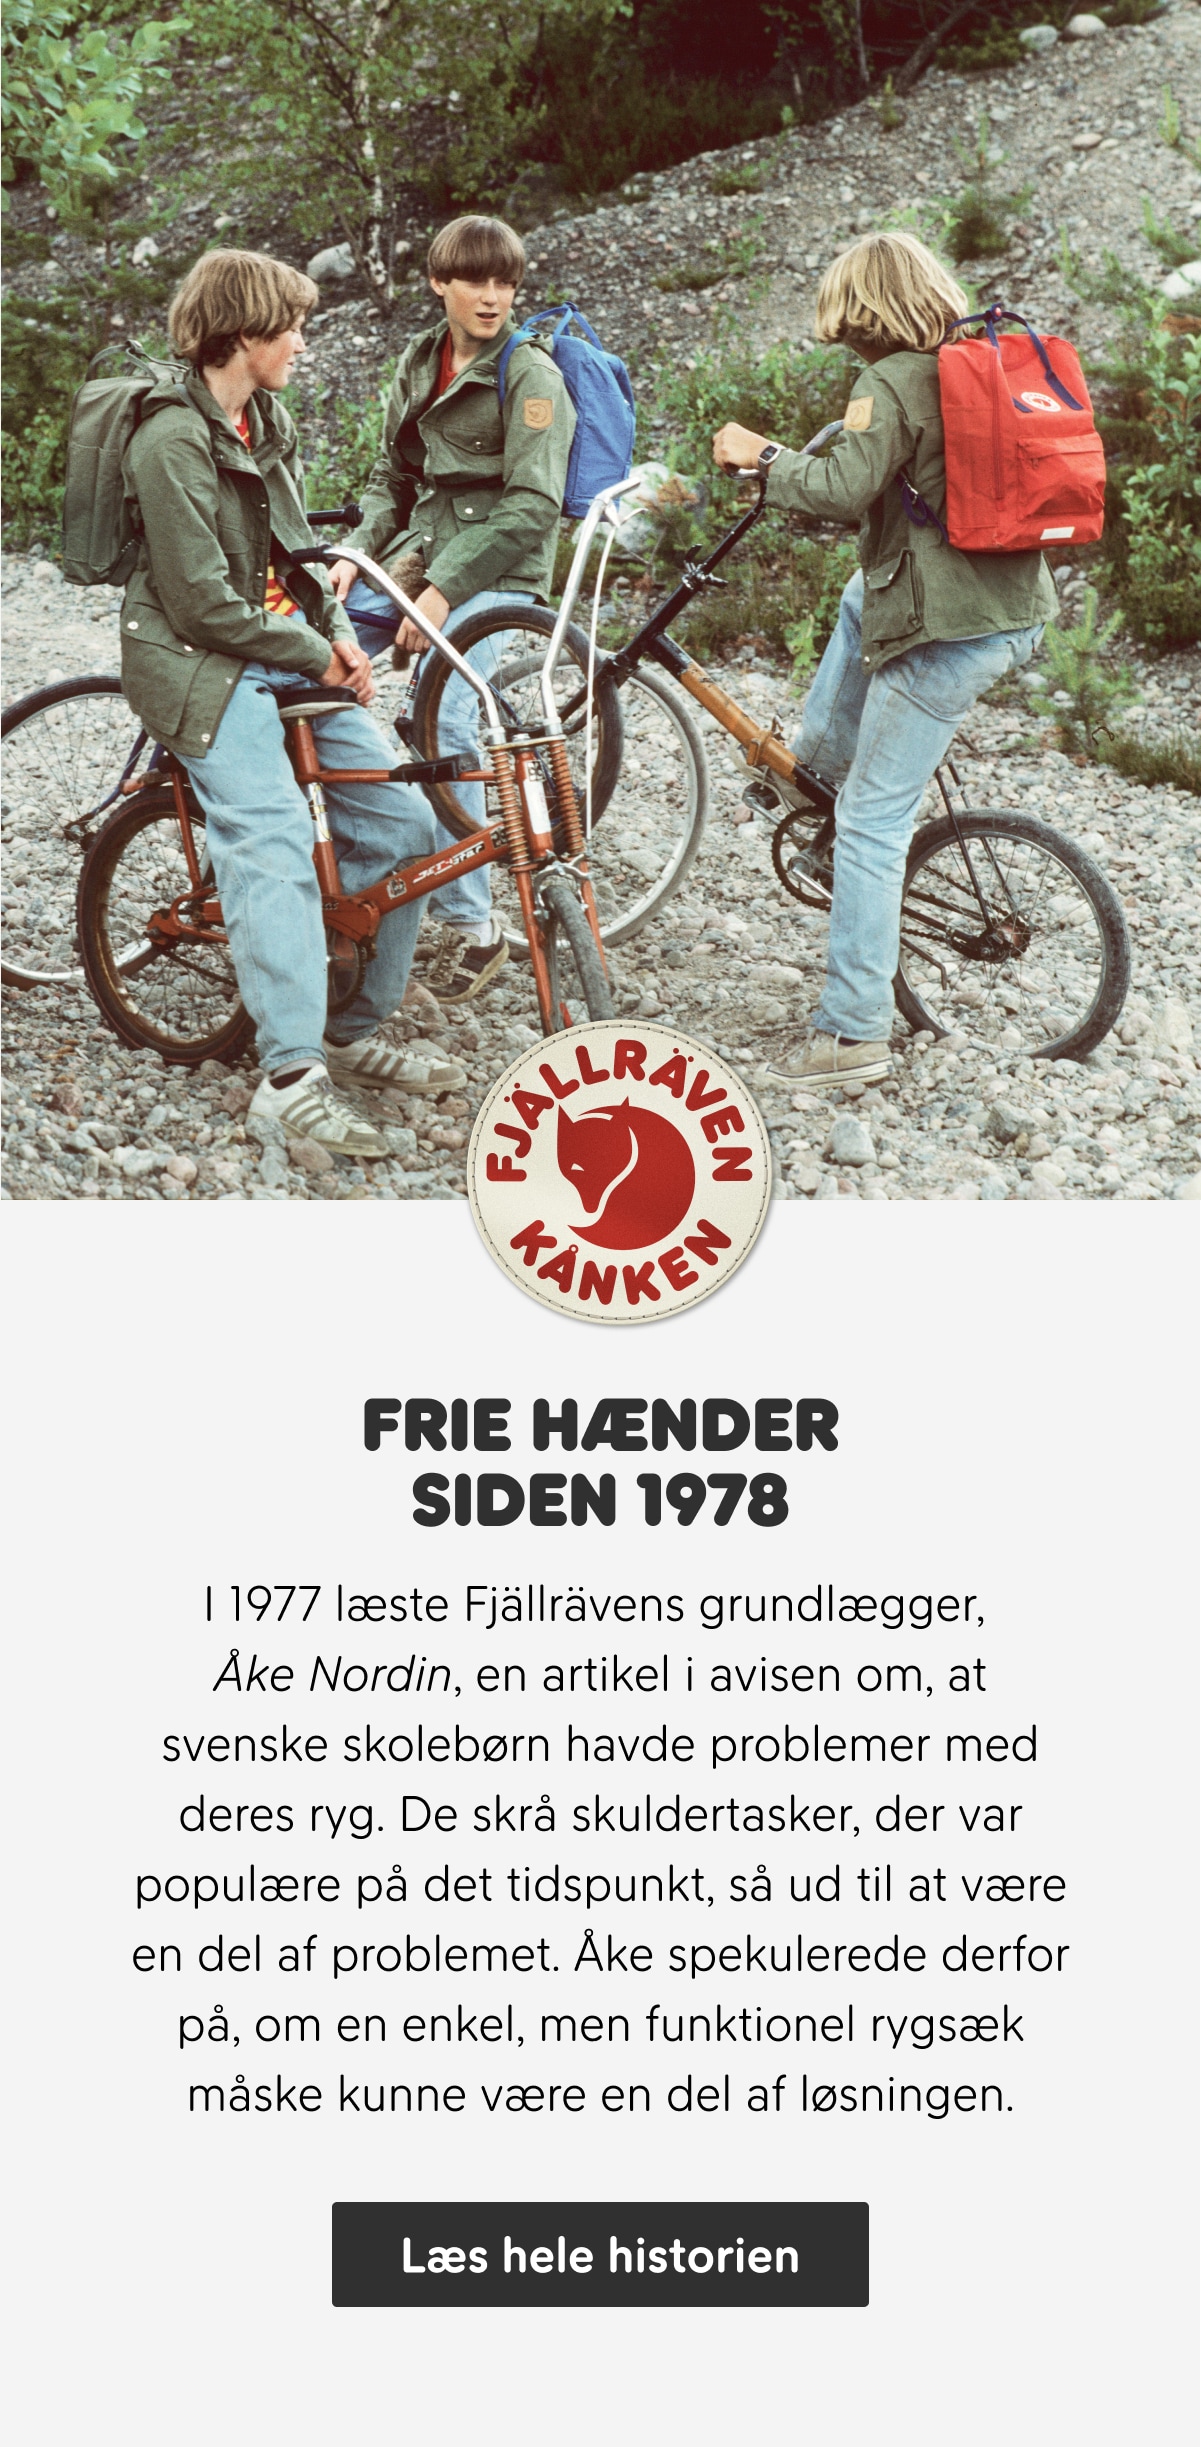 JET STAR
FJÄLLRÄVEN
KÅNKEN
FRIE HÆNDER
SIDEN 1978
I 1977 læste Fjällrävens grundlægger,
Åke Nordin, en artikel i avisen om, at
svenske skolebørn havde problemer med
deres ryg. De skrå skuldertasker, der var
populære på det tidspunkt, så ud til at være
en del af problemet. Åke spekulerede derfor
på, om en enkel, men funktionel rygsæk
måske kunne være en del af løsningen.
Læs hele historien